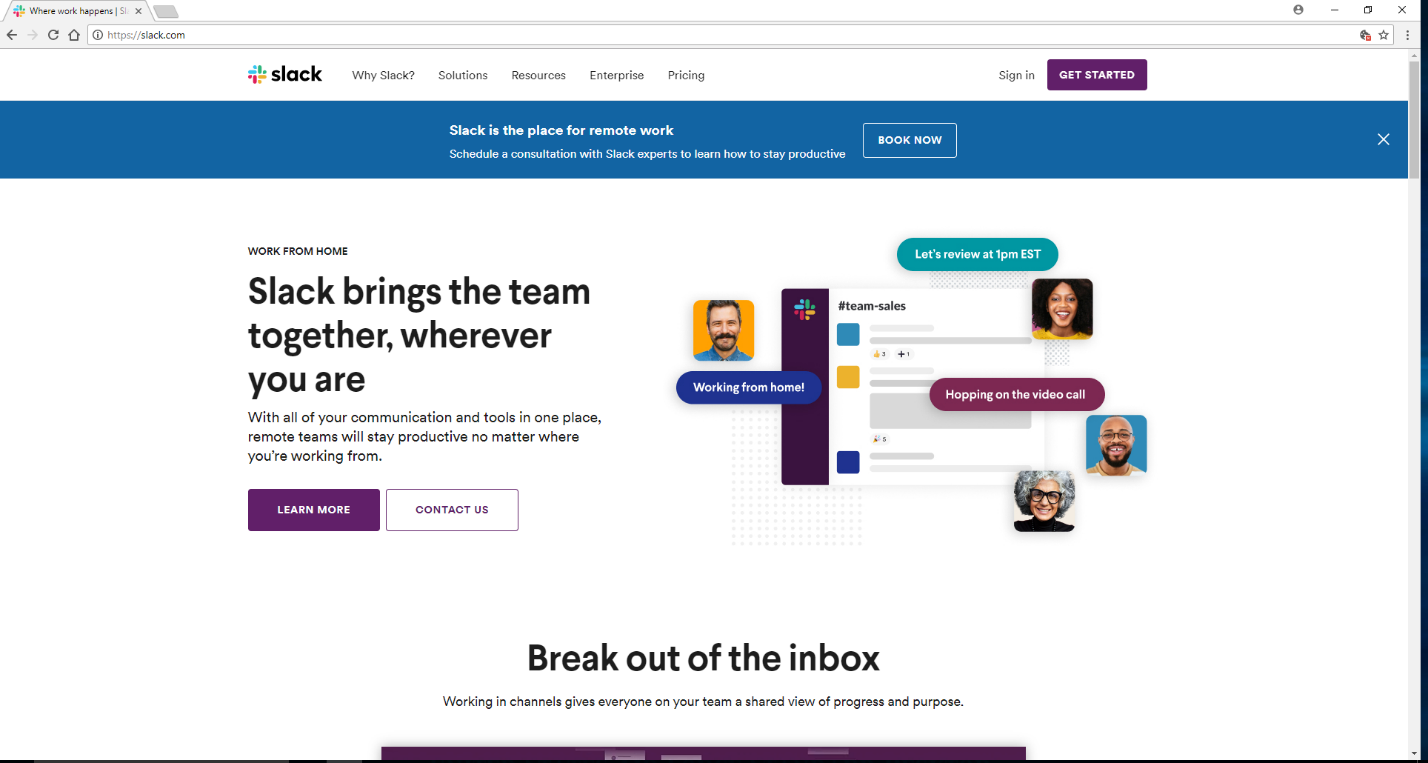 Where work happens | Sl
https://slack.com
slack
Why Slack?
Solutions
Resources
Enterprise
Pricing
Sign in
GET STARTED
Slack is the place for remote work
Schedule a consultation with Slack experts to learn how to stay productive
BOOK NOW
WORK FROM HOME
Slack brings the team
together, wherever
you are
With all of your communication and tools in one place,
remote teams will stay productive no matter where
you're working from.
LEARN MORE
CONTACT US
Let's review at 1pm EST
#team-sales
3
1
Working from home!
Hopping on the video call
5
Break out of the inbox
Working in channels gives everyone on your team a shared view of progress and purpose.